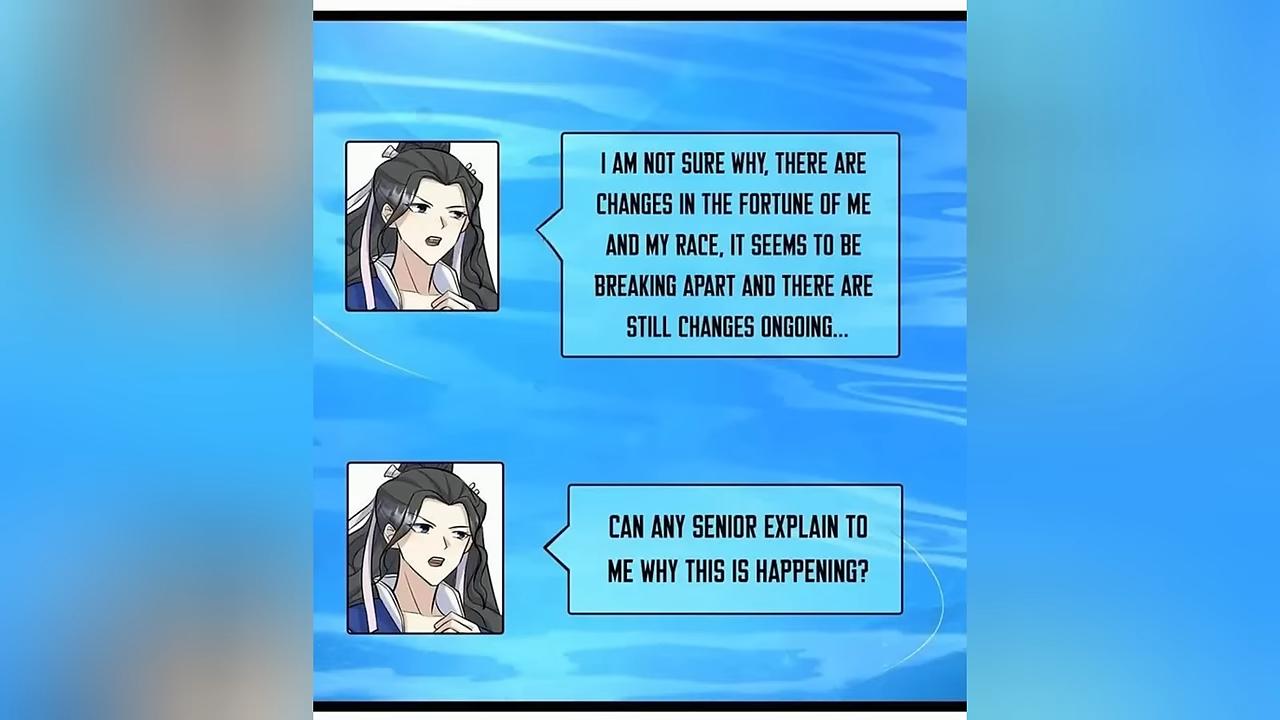 I AM NOT SURE WHY, THERE ARE
CHANGES IN THE FORTUNE OF ME
AND MY RACE, IT SEEMS TO BE
BREAKING APART AND THERE ARE
STILL CHANGES ONGOING...
CAN ANY SENIOR EXPLAIN TO
ME WHY THIS IS HAPPENING?